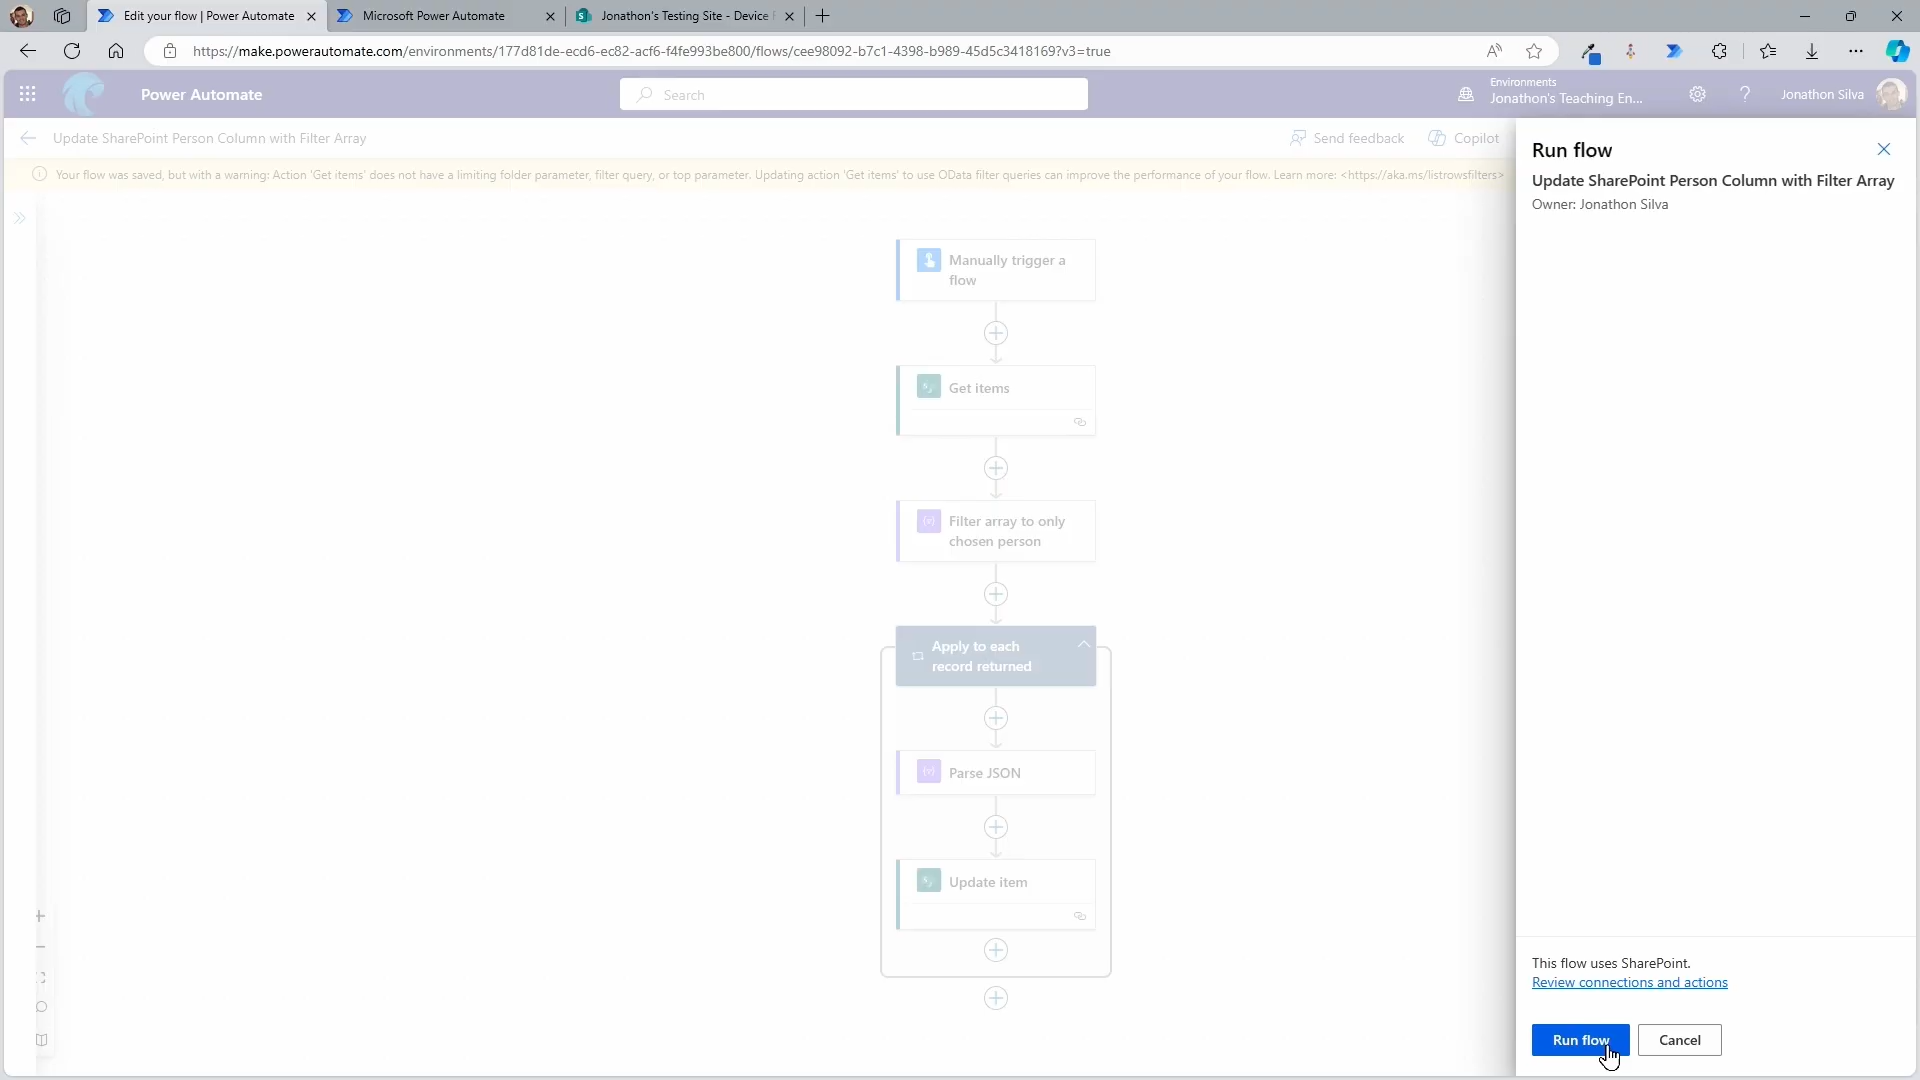 Edit your flow | Power Automate
Microsoft Power Automate
Jonathon's Testing Site - Device
https://make.powerautomate.com/environments/177d81de-ecd6-ec82-acf6-f4fe993be800/flows/cee98092-b7c1-4398-b989-45d5c3418169?v3=true
Power Automate
Search
Environments
Jonathon's Teaching En...
Jonathon Silva
Update SharePoint Person Column with Filter Array
Send feedback
Copilot
Your flow was saved, but with a warning: Action 'Get items' does not have a limiting folder parameter, filter query, or top parameter. Updating action 'Get items' to use OData filter queries can improve the performance of your flow. Learn more: <https://aka.ms/listrowsfilters>
Manually trigger a
flow
Get items
Filter array to only
chosen person
Apply to each
record returned
Parse JSON
Update item
Run flow
Update SharePoint Person Column with Filter Array
Owner: Jonathon Silva
This flow uses SharePoint.
Review connections and actions
Run flow
Cancel